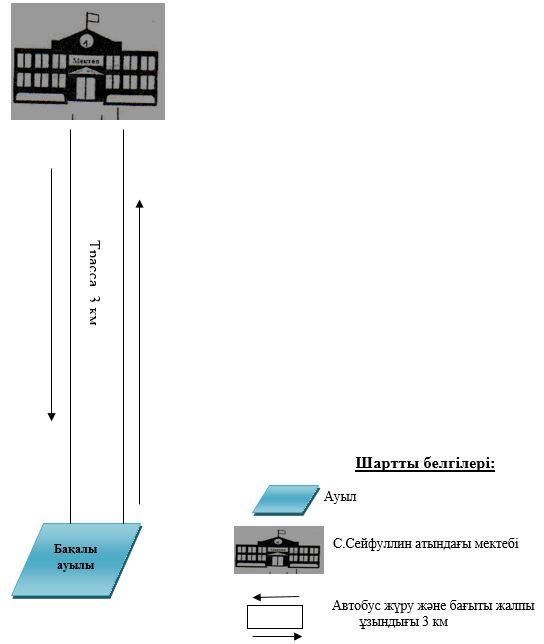 Мектеп
Трасса 3 км
Бақалы
ауылы
Шартты белгілері:
Ауыл
С.Сейфуллин атындағы мектебі
Автобус жүру және бағыты жалпы
ұзындығы 3 км